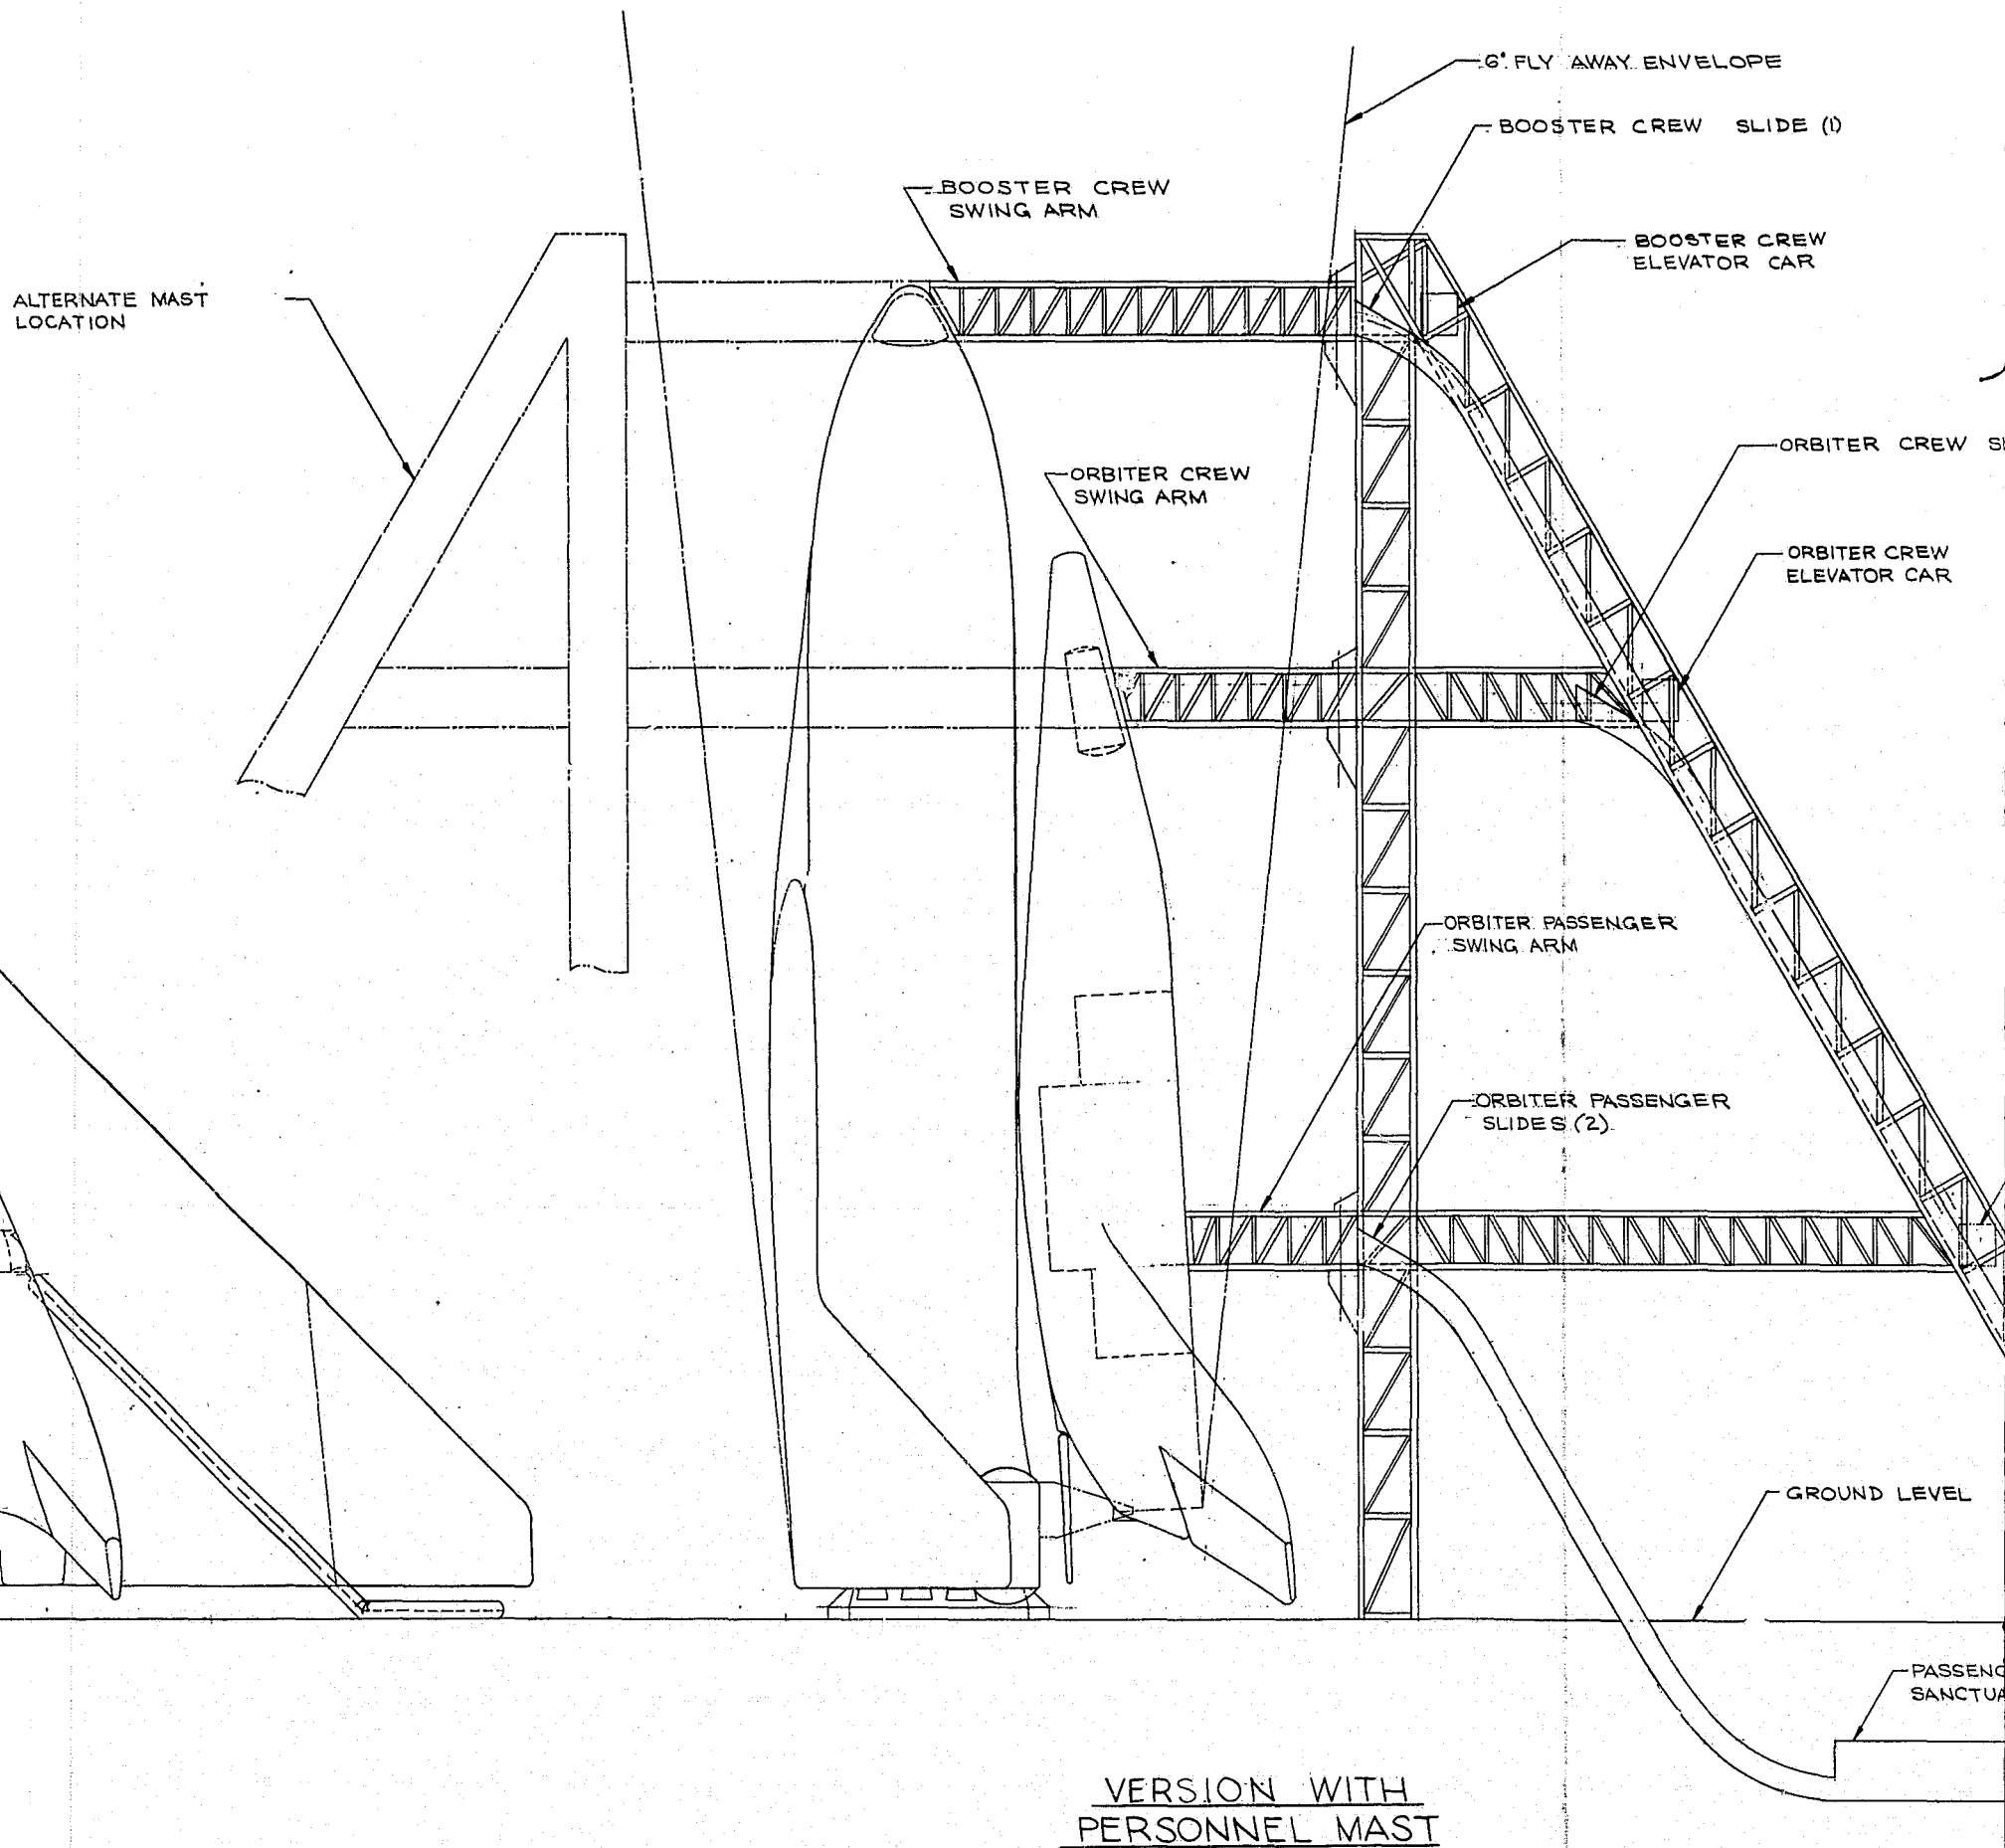 6° FLY AWAY ENVELOPE
BOOSTER CREW SLIDE (1)
BOOSTER CREW
SWING ARM
BOOSTER CREW
ELEVATOR CAR
ALTERNATE MAST
LOCATION
ORBITER CREW
ORBITER CREW
SWING ARM
ORBITER CREW
ELEVATOR CAR
ORBITER PASSENGER
SWING ARM
ORBITER PASSENGER
SLIDES (2)
GROUND LEVEL
VERSION WITH
PERSONNEL MAST